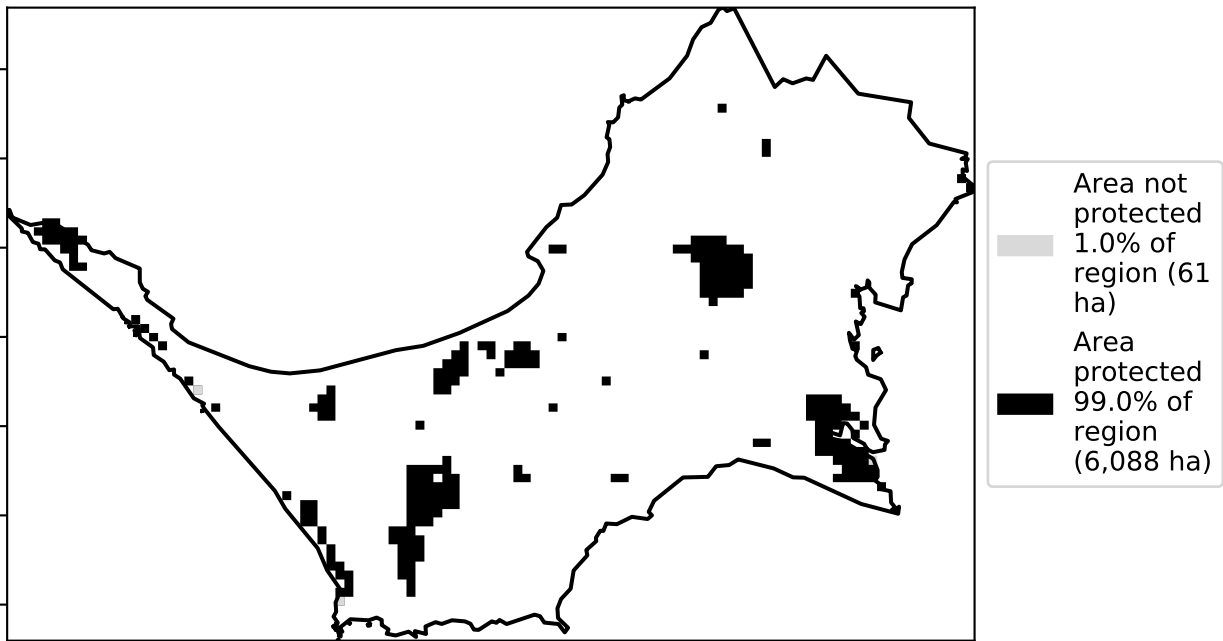 Area not
protected
1.0% of
region (61
ha)
Area
protected
99.0% of
region
(6,088 ha)